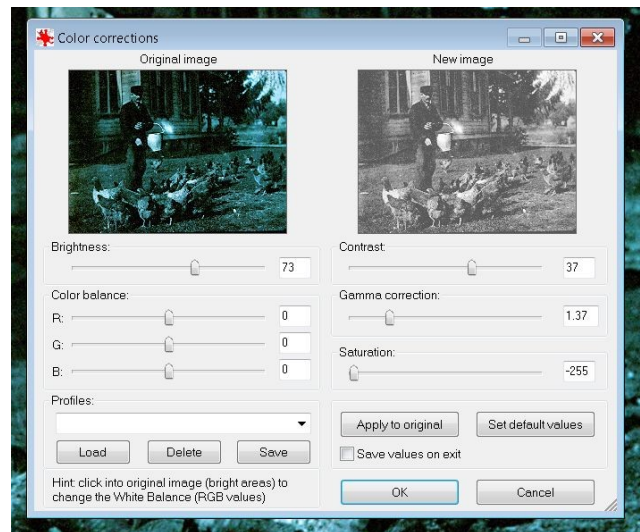 Color corrections
Original image
New image
Brightness:
73
Contrast:
37
Color balance:
R:
0
G:
0
B:
0
Gamma correction:
1.37
Saturation:
-255
Profiles:
Load
Delete
Save
Apply to original
Set default values
Save values on exit
Hint: click into original image (bright areas) to
change the White Balance (RGB values)
OK
Cancel